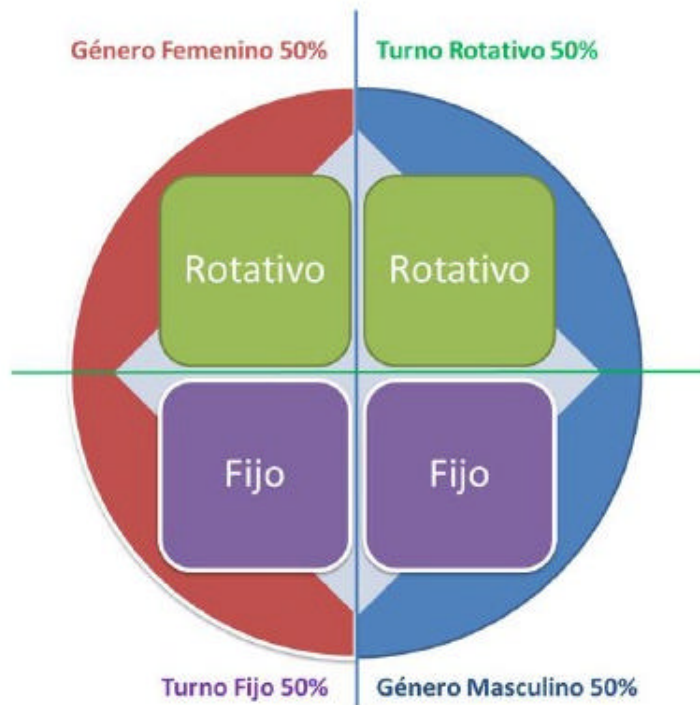 Género Femenino 50%
Turno Rotativo 50%
Rotativo
Rotativo
Fijo
Fijo
Turno Fijo 50%
Género Masculino 50%